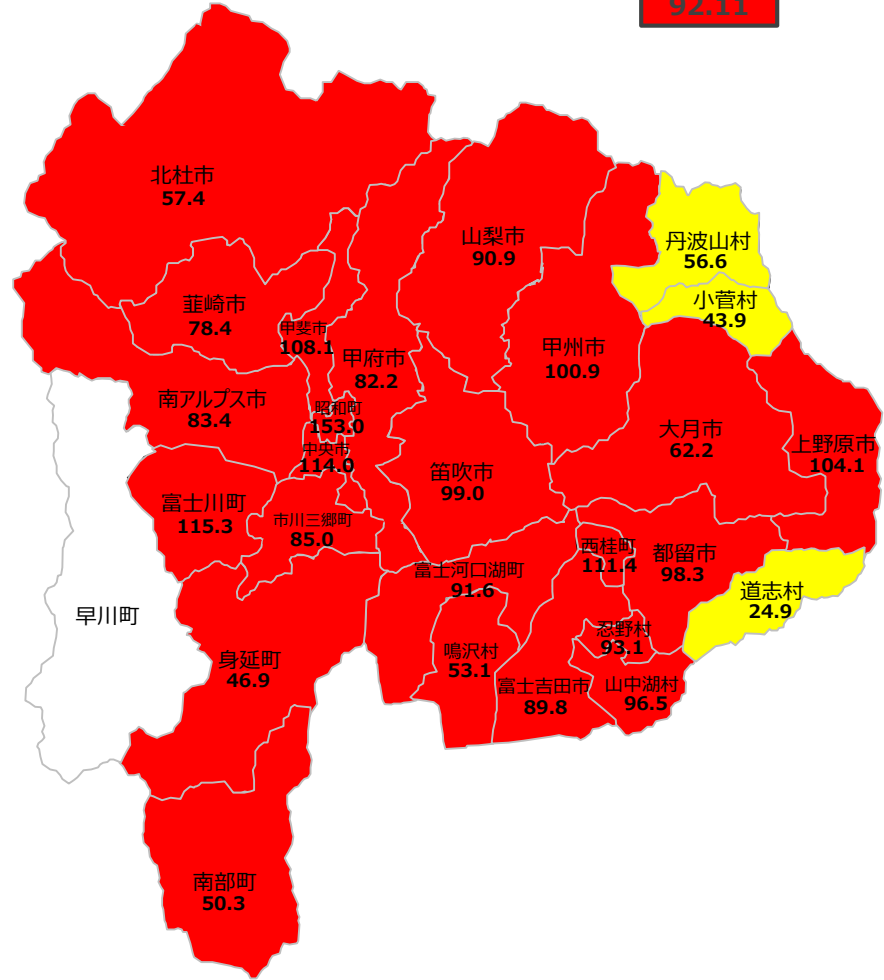 92.11
北杜市
57.4
丹波山村
56.6
山梨市
90.9
小菅村
43.9
韮崎市
78.4
甲斐市
108.1
甲府市
82.2
甲州市
100.9
南アルプス市
83.4
昭和町
153.0
大月市
62.2
上野原市
104.1
中央市
114.0
笛吹市
99.0
富士川町
115.3
市川三郷町
85.0
西桂町
111.4
都留市
98.3
富士河口湖町
91.6
道志村
24.9
早川町
忍野村
93.1
身延町
46.9
鳴沢村
53.1
富士吉田市
89.8
山中湖村
96.5
南部町
50.3